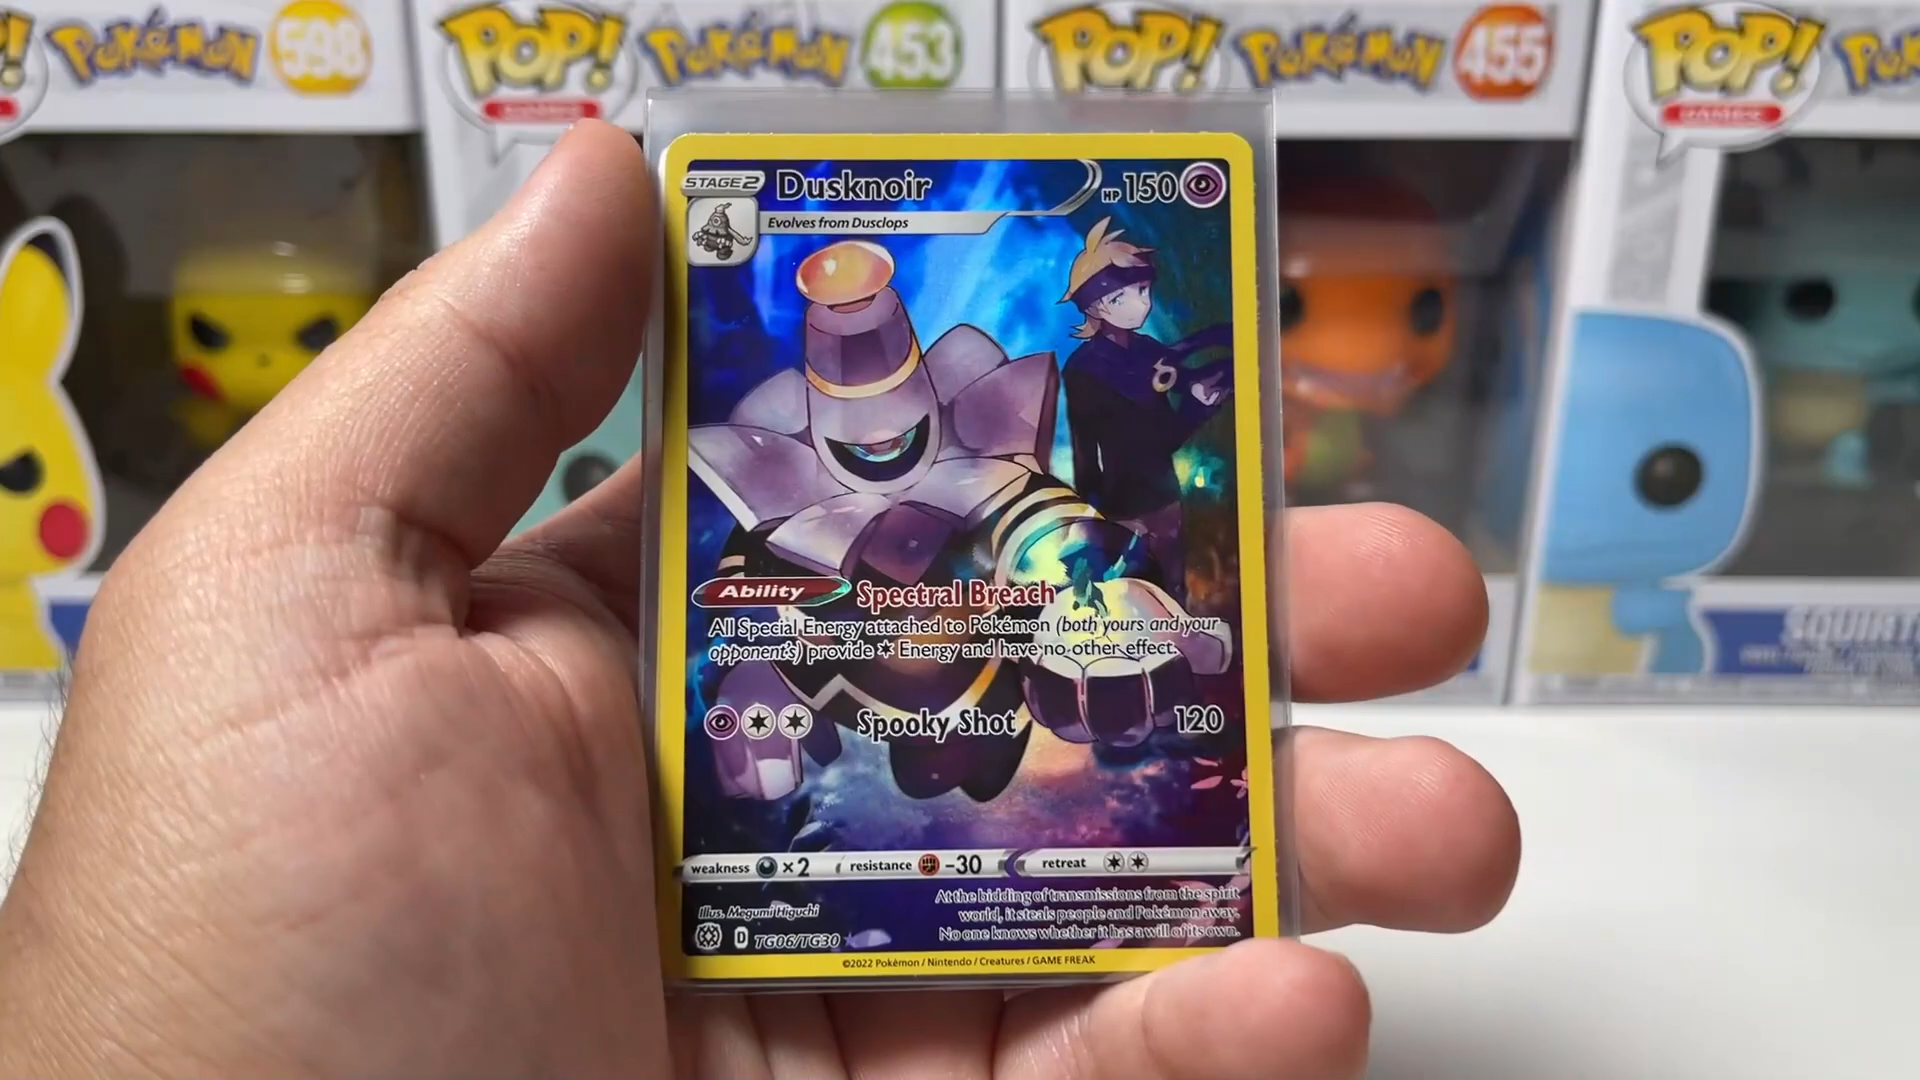 POKéMON 598
POP! POKéMON 453
GAMES
POP! POKéMON 455
GAMES
POP!
GAMES
STAGE2 Dusknoir HP 150
Evolves from Dusclops
Ability Spectral Breach
All Special Energy attached to Pokémon (both yours and your
opponent's) provide Energy and have no other effect.
Spooky Shot 120
weakness ×2 resistance -30 retreat
At the bidding of transmissions from the spirit
world, it steals people and Pokémon away.
No one knows whether it has a will of its own.
Illus. Megumi Higuchi
D TG06/TG30
©2022 Pokémon / Nintendo / Creatures / GAME FREAK